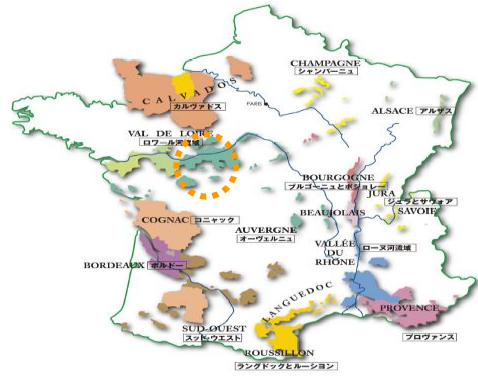 CHAMPAGNE
シャンパーニュ
CALVADOS
カルヴァドス
PARIS
ALSACE アルザス
VAL DE LOIRE
ロワール河流域
BOURGOGNE
ブルゴーニュとボジョレー
JURA
ジュラとサヴォア
SAVOIE
BEAUJOLAIS
COGNAC コニャック
AUVERGNE
オーヴェルニュ
VALLÉE
DU
RHÔNE
ローヌ河流域
BORDEAUX ボルドー
LANGUEDOC
PROVENCE
プロヴァンス
SUD-OUEST
スッド・ウエスト
ROUSSILLON
ラングドックとルーション